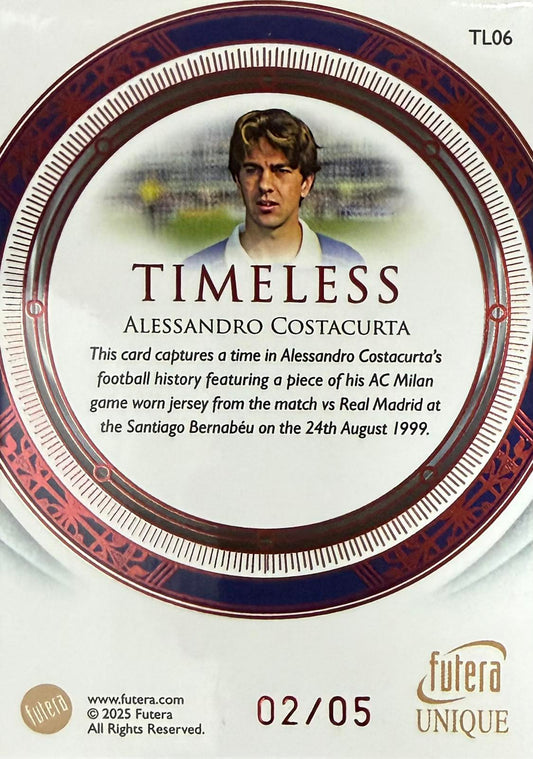 TL06
TIMELESS
ALESSANDRO COSTACURTA
This card captures a time in Alessandro Costacurta's
football history featuring a piece of his AC Milan
game worn jersey from the match vs Real Madrid at
the Santiago Bernabéu on the 24th August 1999.
futera
www.futera.com
© 2025 Futera
All Rights Reserved.
02/05
futera
UNIQUE